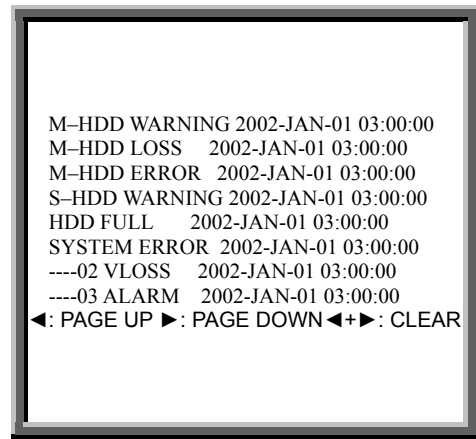 M–HDD WARNING 2002-JAN-01 03:00:00
M–HDD LOSS 2002-JAN-01 03:00:00
M–HDD ERROR 2002-JAN-01 03:00:00
S–HDD WARNING 2002-JAN-01 03:00:00
HDD FULL 2002-JAN-01 03:00:00
SYSTEM ERROR 2002-JAN-01 03:00:00
----02 VLOSS 2002-JAN-01 03:00:00
----03 ALARM 2002-JAN-01 03:00:00
◄: PAGE UP ►: PAGE DOWN◄+►: CLEAR